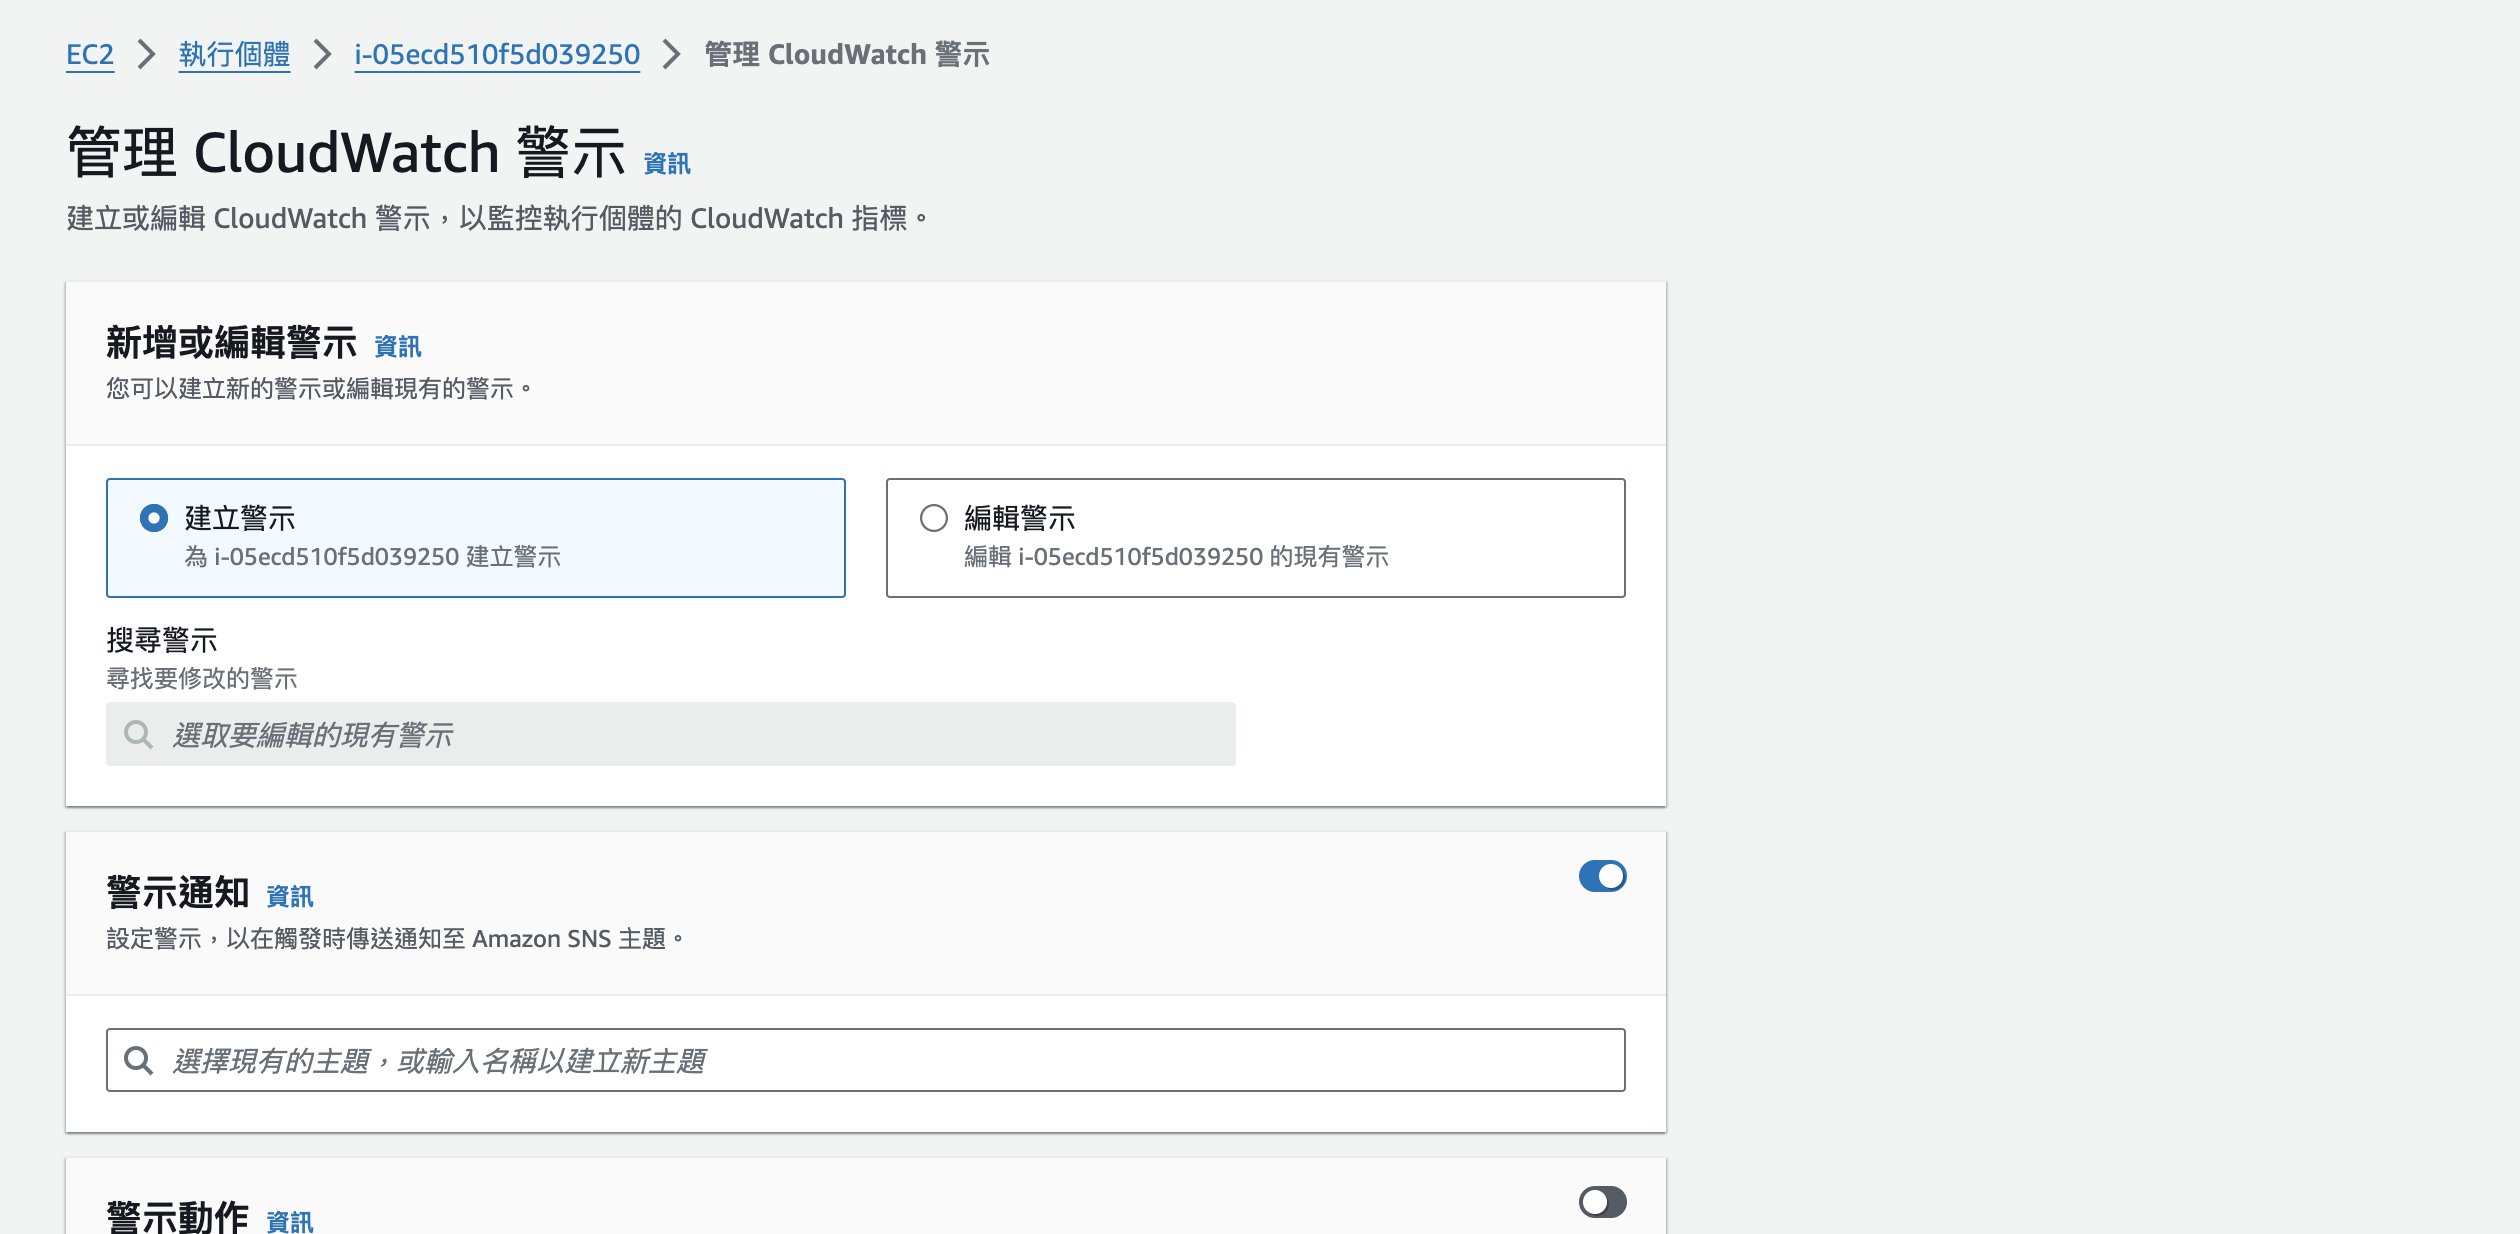 EC2 > 執行個體 > i-05ecd510f5d039250 > 管理 CloudWatch 警示
管理 CloudWatch 警示 資訊
建立或編輯 CloudWatch 警示，以監控執行個體的 CloudWatch 指標。
新增或編輯警示 資訊
您可以建立新的警示或編輯現有的警示。
建立警示
為 i-05ecd510f5d039250 建立警示
編輯警示
編輯 i-05ecd510f5d039250 的現有警示
搜尋警示
尋找要修改的警示
選取要編輯的現有警示
警示通知 資訊
設定警示，以在觸發時傳送通知至 Amazon SNS 主題。
選擇現有的主題，或輸入名稱以建立新主題
警示動作 資訊